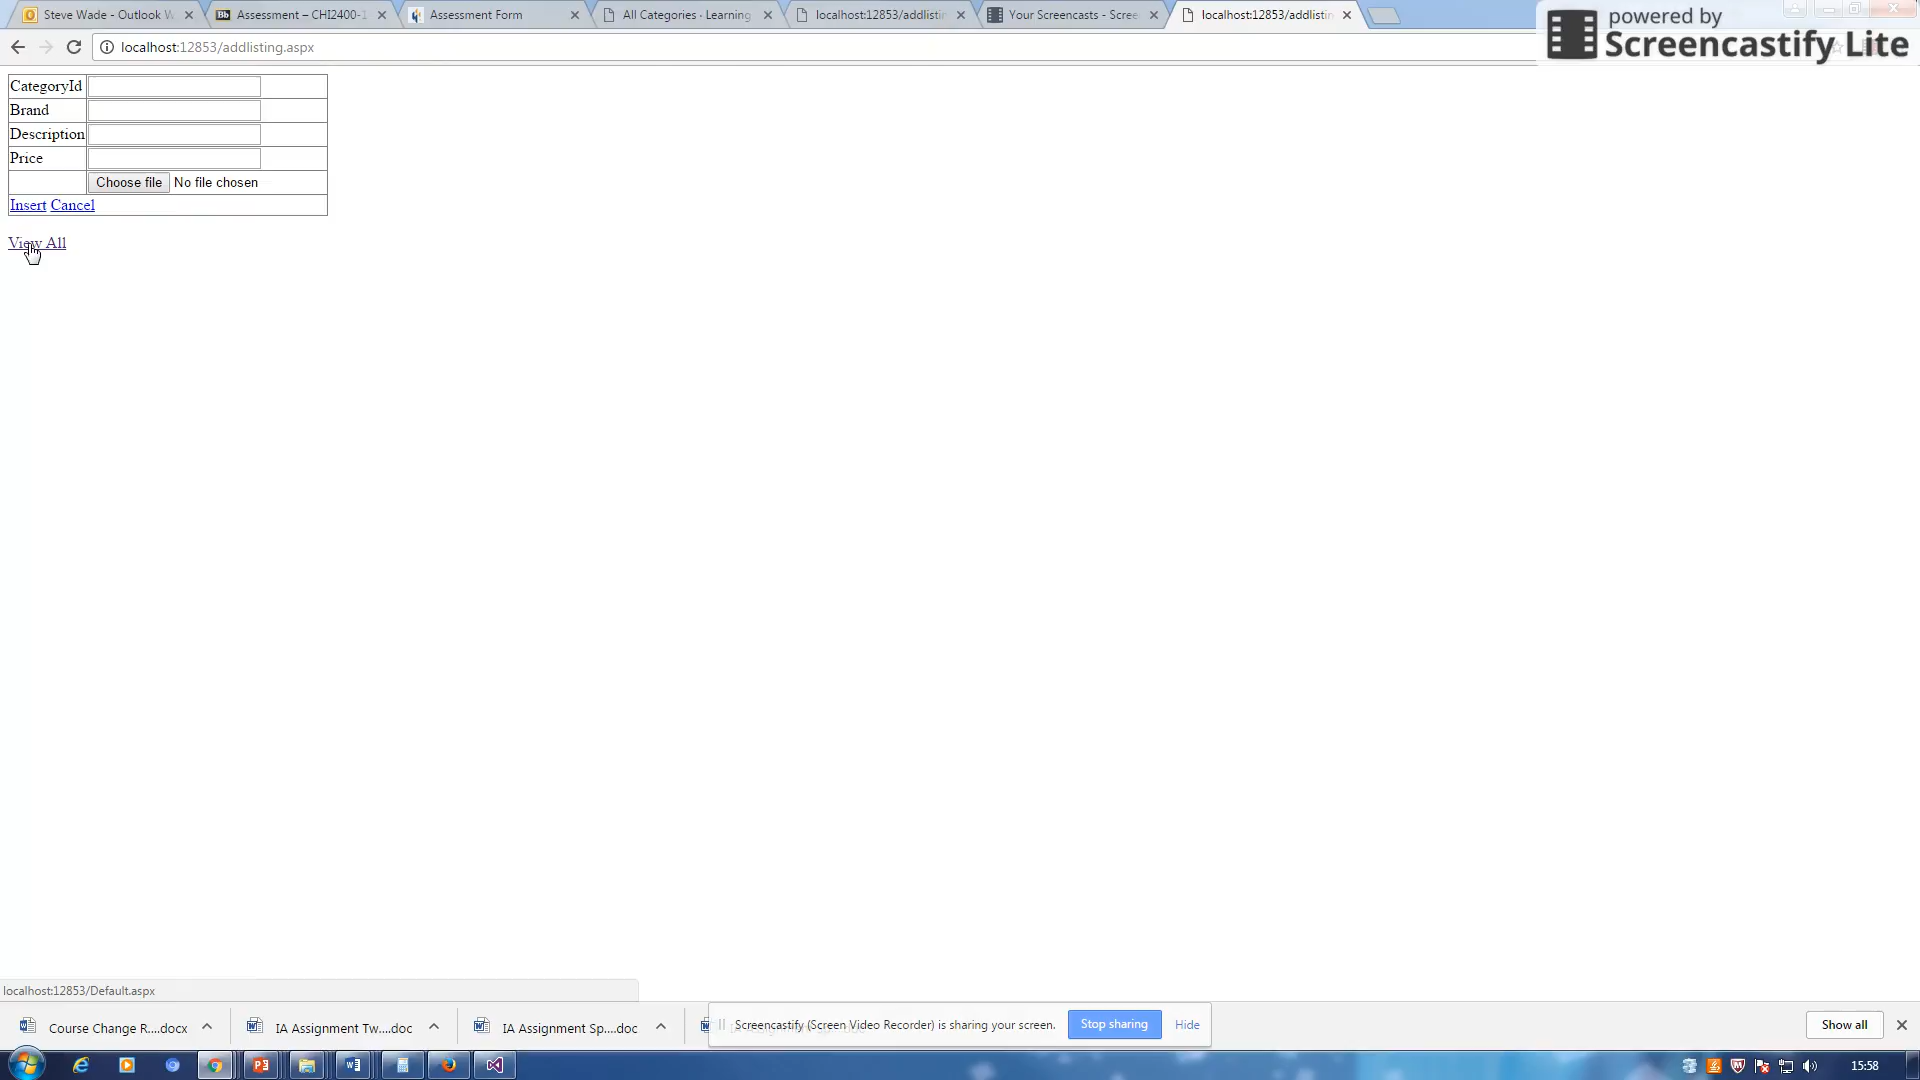 Steve Wade - Outlook W
Assessment – CHI2400-1
Assessment Form
All Categories · Learning
localhost:12853/addlistin
Your Screencasts - Scree
localhost:12853/addlistin
powered by
Screencastify Lite
localhost:12853/addlisting.aspx
CategoryId
Brand
Description
Price
Choose file No file chosen
Insert Cancel
View All
localhost:12853/Default.aspx
Course Change R....docx
IA Assignment Tw....doc
IA Assignment Sp....doc
Screencastify (Screen Video Recorder) is sharing your screen.
Stop sharing
Hide
Show all
15:58